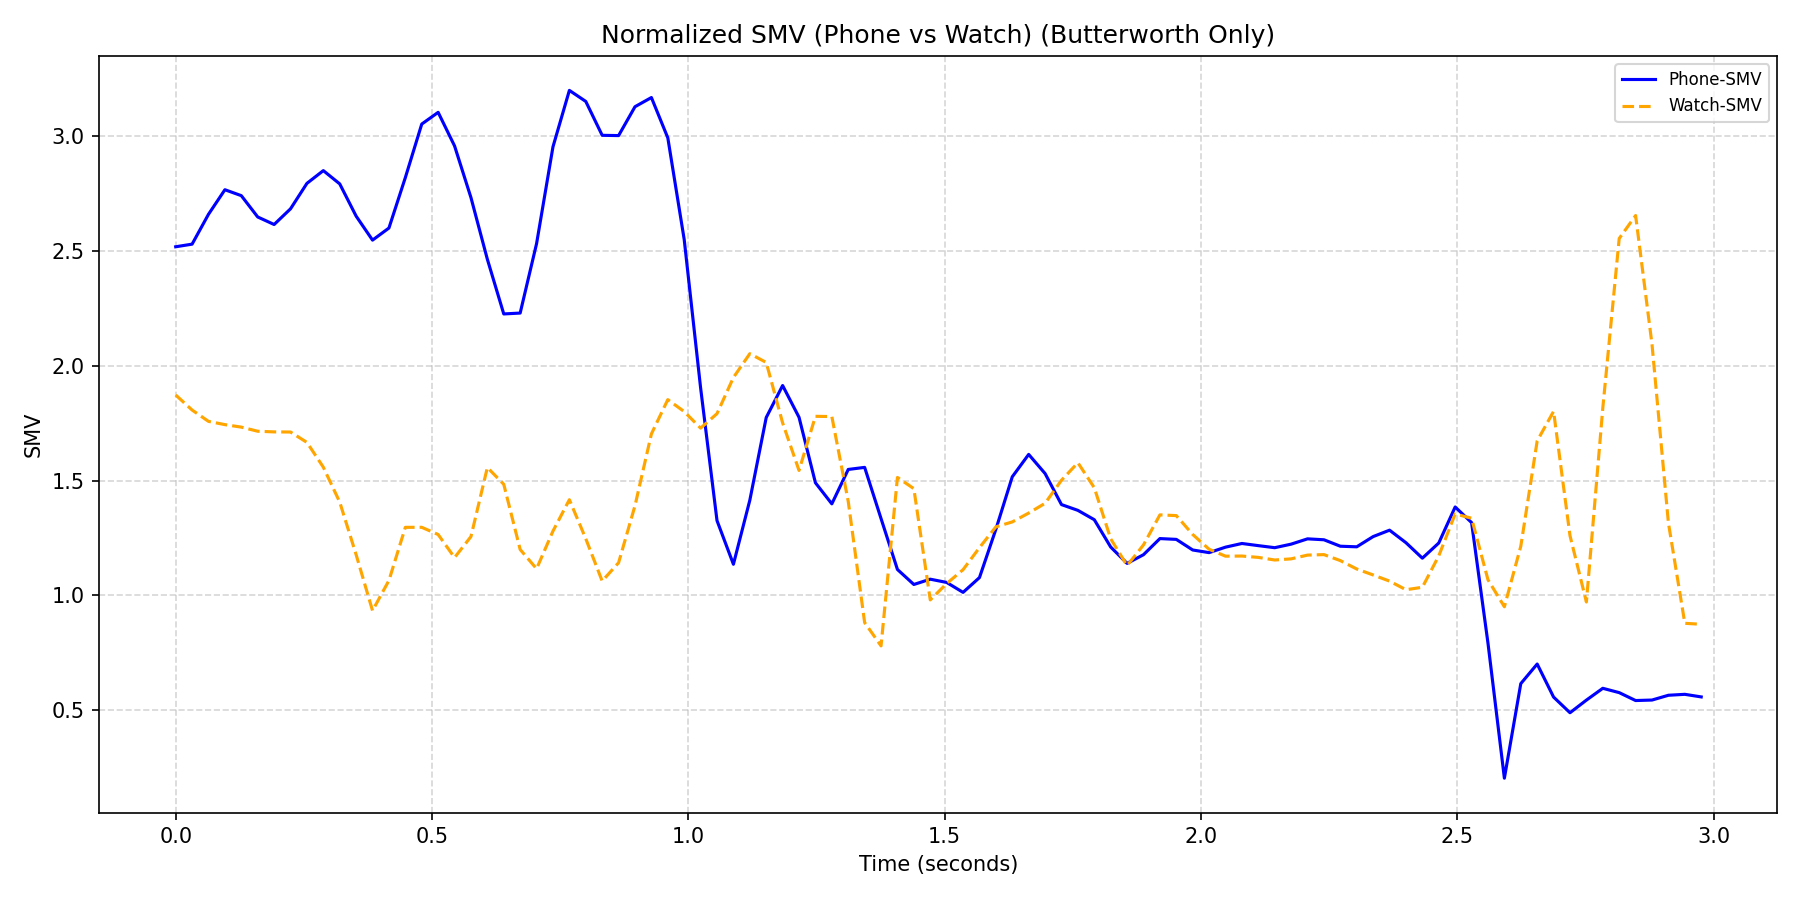 Normalized SMV (Phone vs Watch) (Butterworth Only)
Phone-SMV
Watch-SMV
SMV
3.0
2.5
2.0
1.5
1.0
0.5
0.0 0.5 1.0 1.5 2.0 2.5 3.0
Time (seconds)